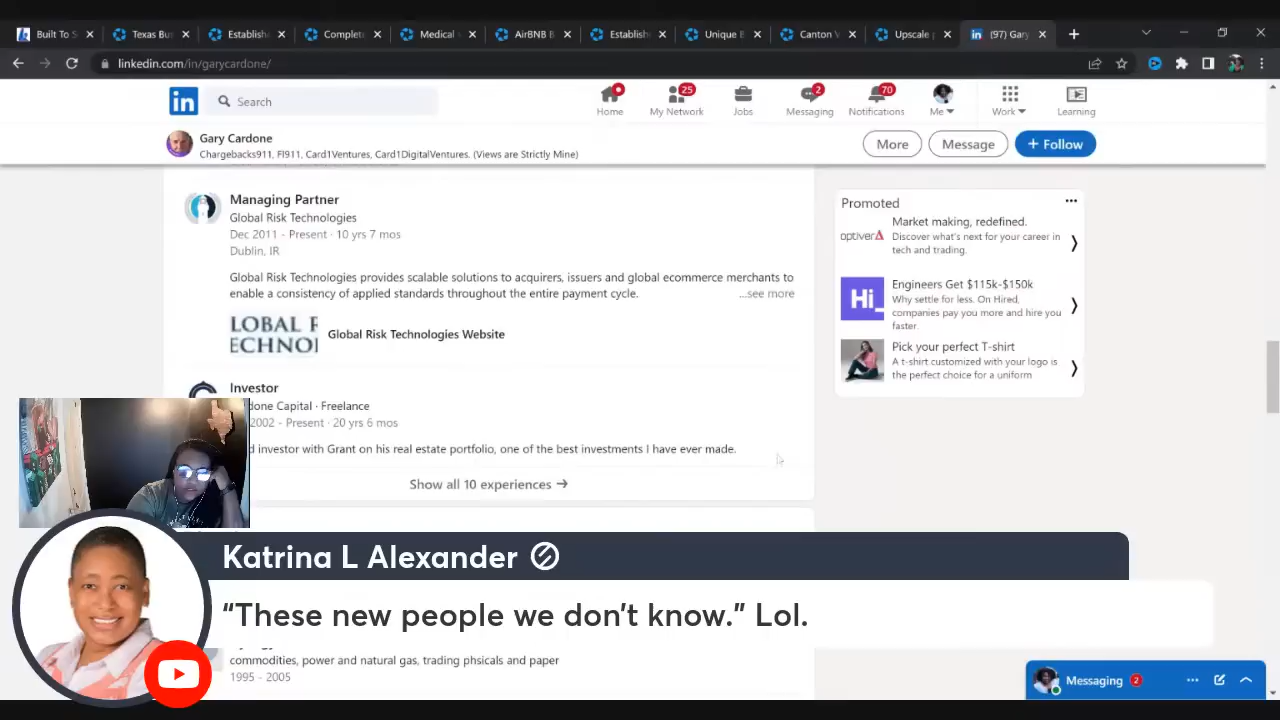 Built To S
Texas Bu
Establish
Complet
Medical
AirBNB B
Establish
Unique B
Canton V
Upscale p
(97) Gary
linkedin.com/in/garycardone/
in
Search
Home
25
My Network
Jobs
2
Messaging
70
Notifications
Me
Work
Learning
Gary Cardone
Chargebacks911, FI911, Card1Ventures, Card1DigitalVentures. (Views are Strictly Mine)
More
Message
+ Follow
Managing Partner
Global Risk Technologies
Dec 2011 - Present · 10 yrs 7 mos
Dublin, IR
Global Risk Technologies provides scalable solutions to acquirers, issuers and global ecommerce merchants to
enable a consistency of applied standards throughout the entire payment cycle.
...see more
LOBAL
ECHNO
Global Risk Technologies Website
Investor
done Capital · Freelance
2002 - Present · 20 yrs 6 mos
d investor with Grant on his real estate portfolio, one of the best investments I have ever made.
Show all 10 experiences →
Promoted
optiver
Market making, redefined.
Discover what's next for your career in
tech and trading.
Hi_
Engineers Get $115k-$150k
Why settle for less. On Hired,
companies pay you more and hire you
faster.
Pick your perfect T-shirt
A t-shirt customized with your logo is
the perfect choice for a uniform
Katrina L Alexander
“These new people we don’t know.” Lol.
commodities, power and natural gas, trading phsicals and paper
1995 - 2005
Messaging 2